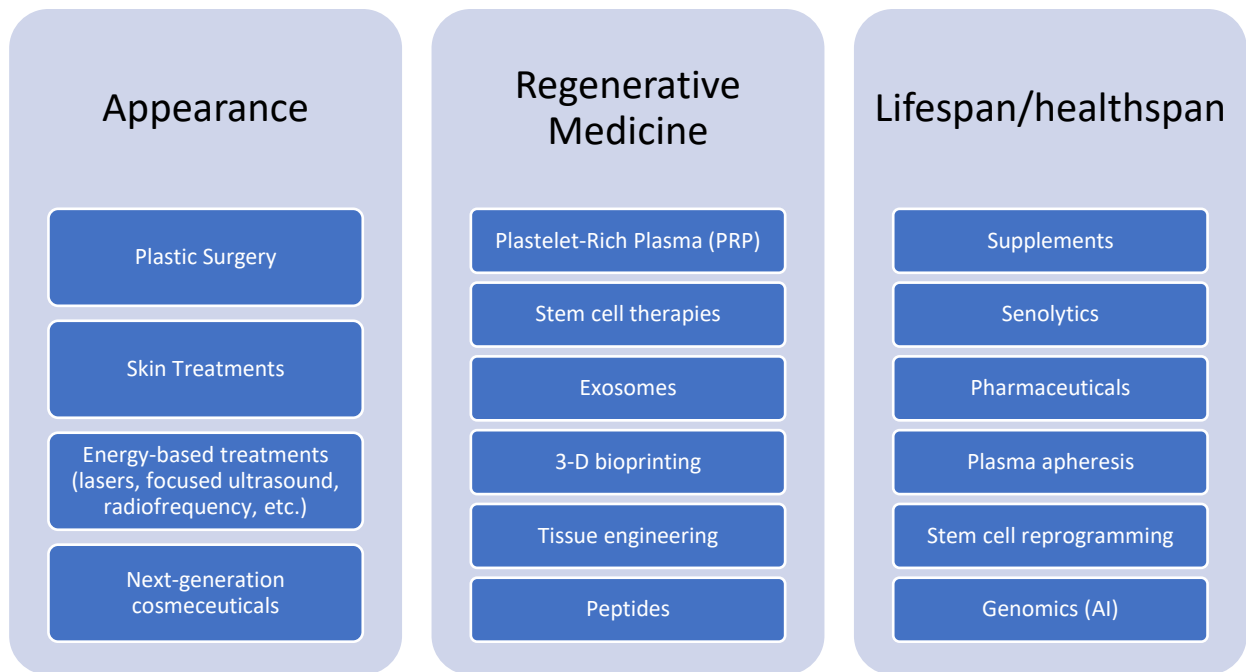 Appearance
Plastic Surgery
Skin Treatments
Energy-based treatments
(lasers, focused ultrasound,
radiofrequency, etc.)
Next-generation
cosmeceuticals
Regenerative
Medicine
Plastelet-Rich Plasma (PRP)
Stem cell therapies
Exosomes
3-D bioprinting
Tissue engineering
Peptides
Lifespan/healthspan
Supplements
Senolytics
Pharmaceuticals
Plasma apheresis
Stem cell reprogramming
Genomics (AI)